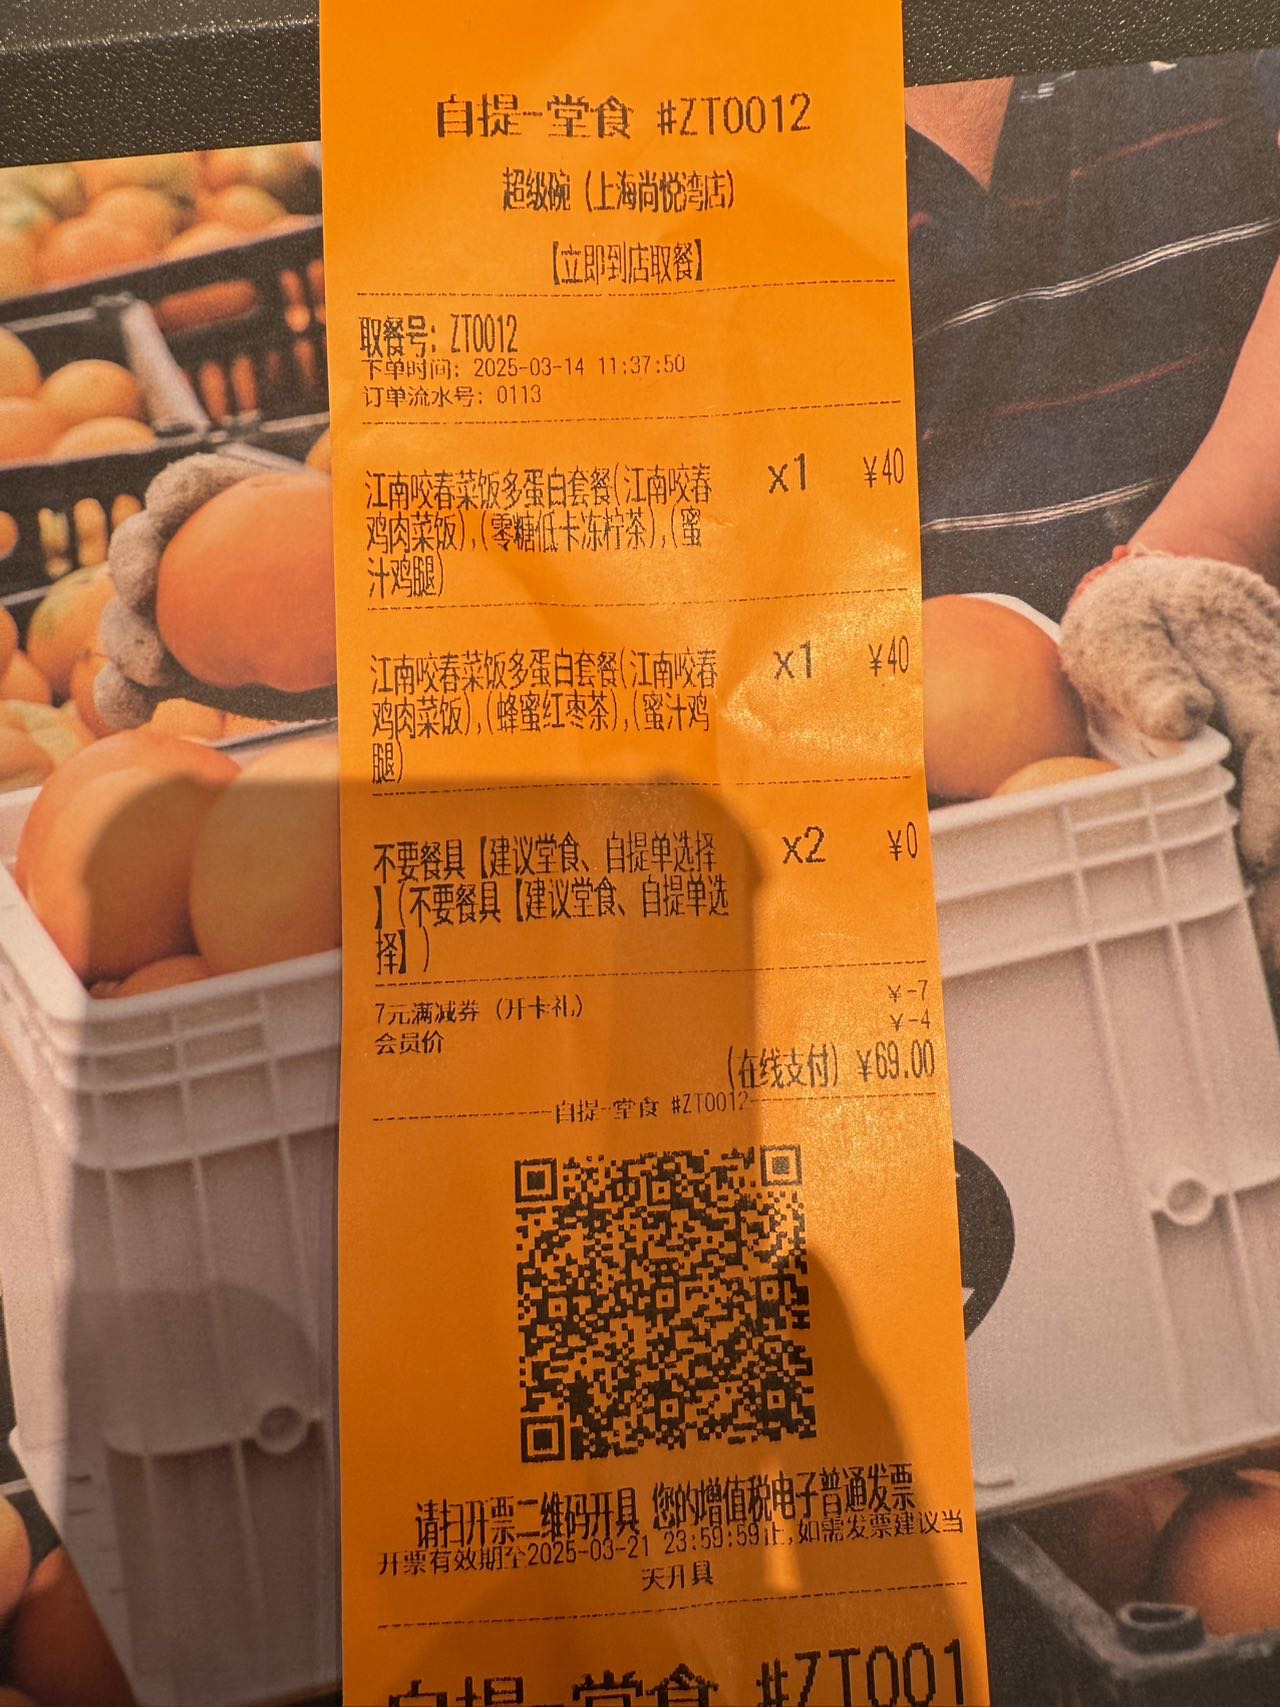 自提-堂食 #ZT0012
超级碗 (上海尚悦湾店)
【立即到店取餐】
取餐号: ZT0012
下单时间: 2025-03-14 11:37:50
订单流水号: 0113
江南咬春菜饭多蛋白套餐(江南咬春 x1 ¥40
鸡肉菜饭),(零糖低卡冻柠茶),(蜜
汁鸡腿)
江南咬春菜饭多蛋白套餐(江南咬春 x1 ¥40
鸡肉菜饭),(蜂蜜红枣茶),(蜜汁鸡
腿)
不要餐具【建议堂食、自提单选择 x2 ¥0
】(不要餐具【建议堂食、自提单选
择】)
7元满减券 (开卡礼) ¥-7
会员价 ¥-4
(在线支付) ¥69.00
自提-堂食 #ZT0012
请扫开票二维码开具 您的增值税电子普通发票
开票有效期至2025-03-21 23:59:59止,如需发票建议当
天开具
自提-堂食 #ZT001